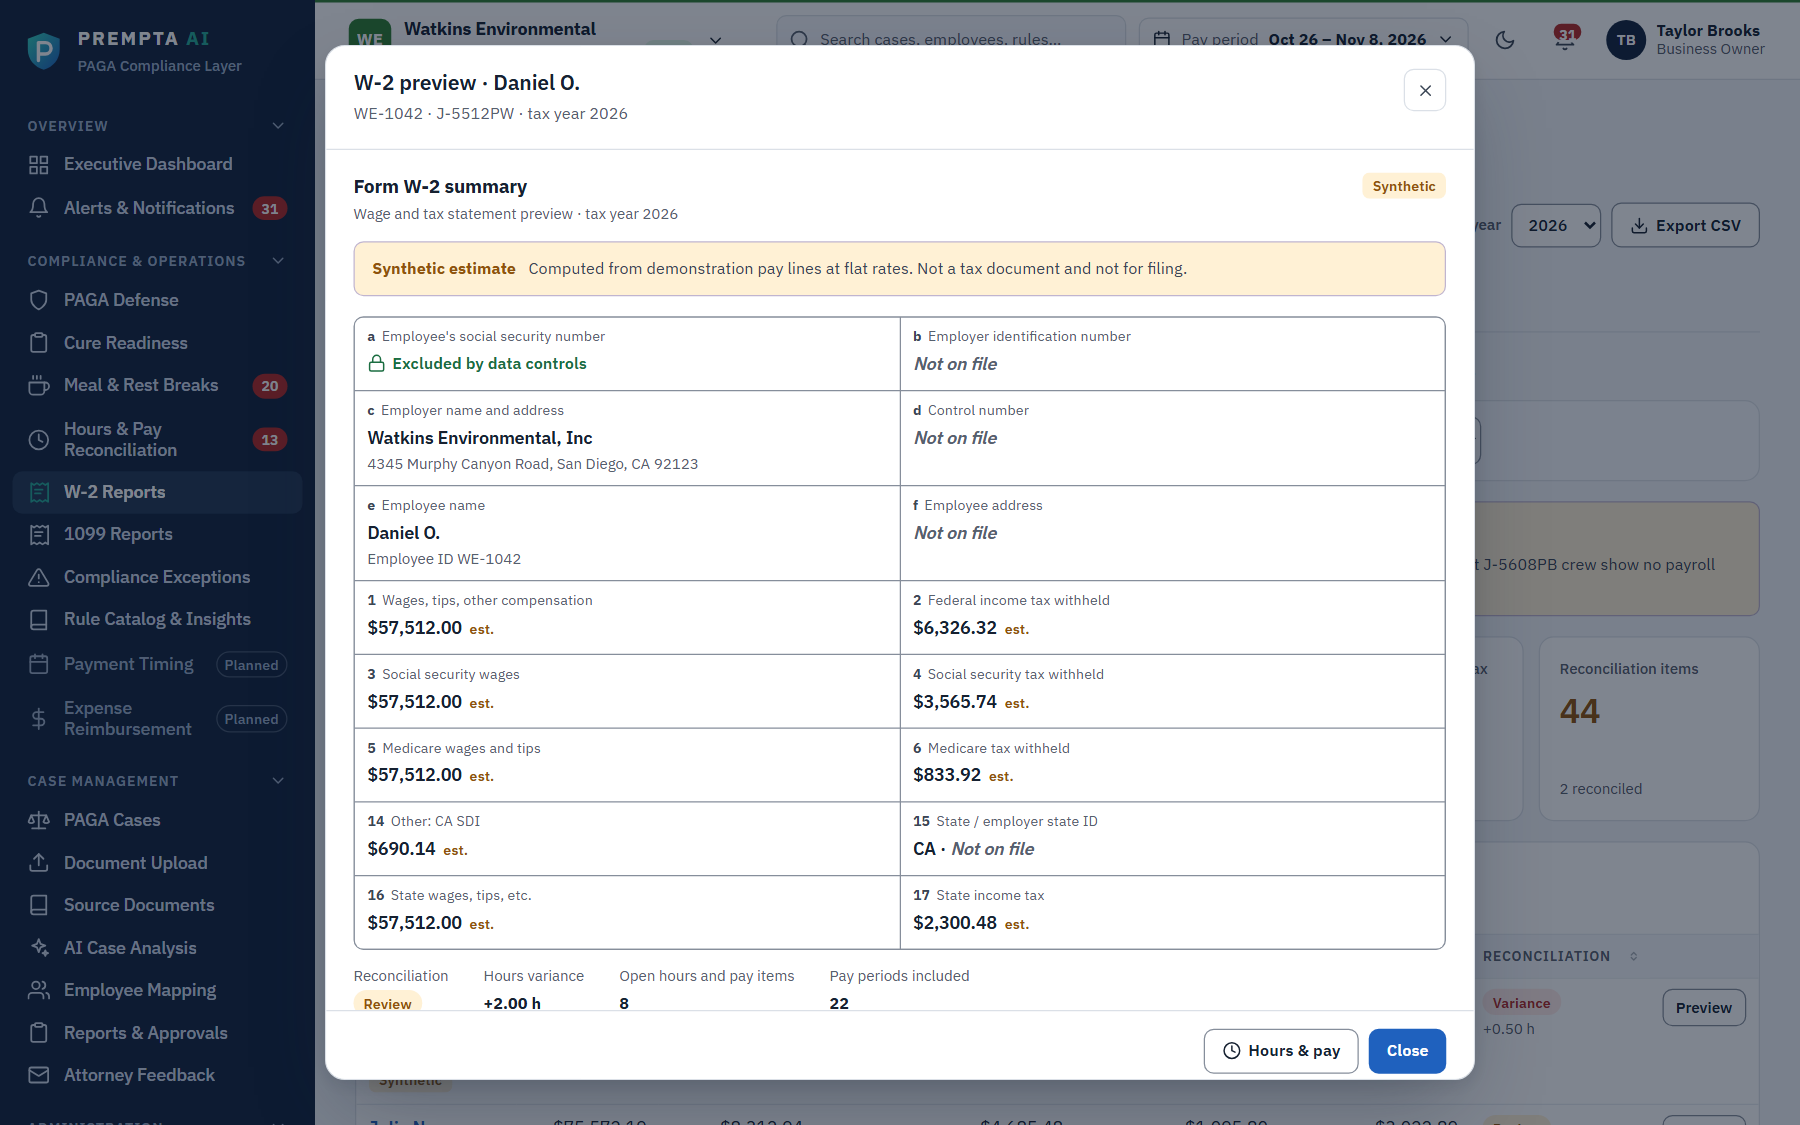 PREMPTA AI
PAGA Compliance Layer
OVERVIEW
Executive Dashboard
Alerts & Notifications 31
COMPLIANCE & OPERATIONS
PAGA Defense
Cure Readiness
Meal & Rest Breaks 20
Hours & Pay
Reconciliation 13
W-2 Reports
1099 Reports
Compliance Exceptions
Rule Catalog & Insights
Payment Timing Planned
Expense
Reimbursement Planned
CASE MANAGEMENT
PAGA Cases
Document Upload
Source Documents
AI Case Analysis
Employee Mapping
Reports & Approvals
Attorney Feedback
WE Watkins Environmental
Search cases, employees, rules...
Pay period Oct 26 – Nov 8, 2026
31
TB Taylor Brooks
Business Owner
W-2 preview · Daniel O.
WE-1042 · J-5512PW · tax year 2026
Form W-2 summary
Synthetic
Wage and tax statement preview · tax year 2026
Synthetic estimate Computed from demonstration pay lines at flat rates. Not a tax document and not for filing.
a Employee's social security number
Excluded by data controls
b Employer identification number
Not on file
c Employer name and address
Watkins Environmental, Inc
4345 Murphy Canyon Road, San Diego, CA 92123
d Control number
Not on file
e Employee name
Daniel O.
Employee ID WE-1042
f Employee address
Not on file
1 Wages, tips, other compensation
$57,512.00 est.
2 Federal income tax withheld
$6,326.32 est.
3 Social security wages
$57,512.00 est.
4 Social security tax withheld
$3,565.74 est.
5 Medicare wages and tips
$57,512.00 est.
6 Medicare tax withheld
$833.92 est.
14 Other: CA SDI
$690.14 est.
15 State / employer state ID
CA · Not on file
16 State wages, tips, etc.
$57,512.00 est.
17 State income tax
$2,300.48 est.
Reconciliation
Review
Hours variance
+2.00 h
Open hours and pay items
8
Pay periods included
22
Hours & pay
Close
year 2026
Export CSV
J-5608PB crew show no payroll
Reconciliation items
44
2 reconciled
RECONCILIATION
Variance
+0.50 h
Preview
Synthetic